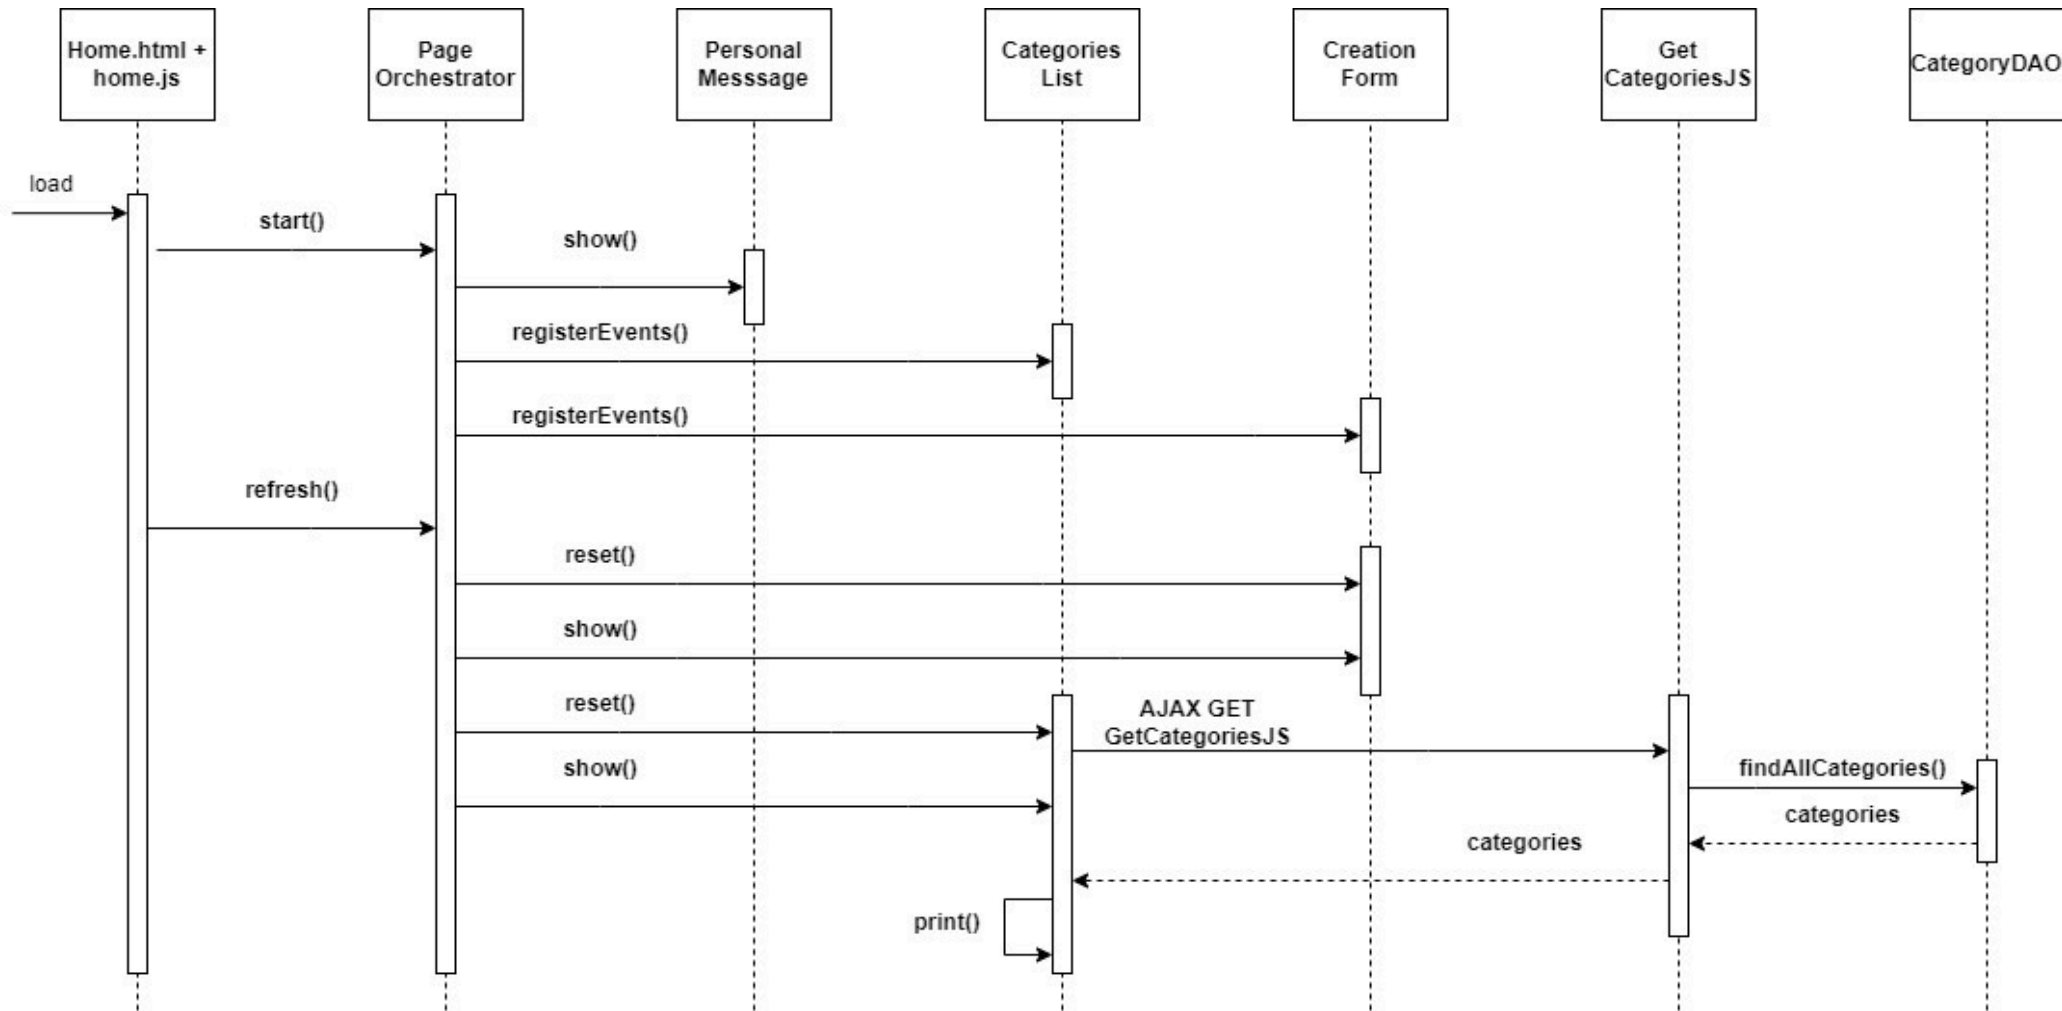 Home.html +
home.js
Page
Orchestrator
Personal
Messsage
Categories
List
Creation
Form
Get
CategoriesJS
CategoryDAO
load
start()
show()
registerEvents()
registerEvents()
refresh()
reset()
show()
reset()
AJAX GET
GetCategoriesJS
show()
findAllCategories()
categories
categories
print()